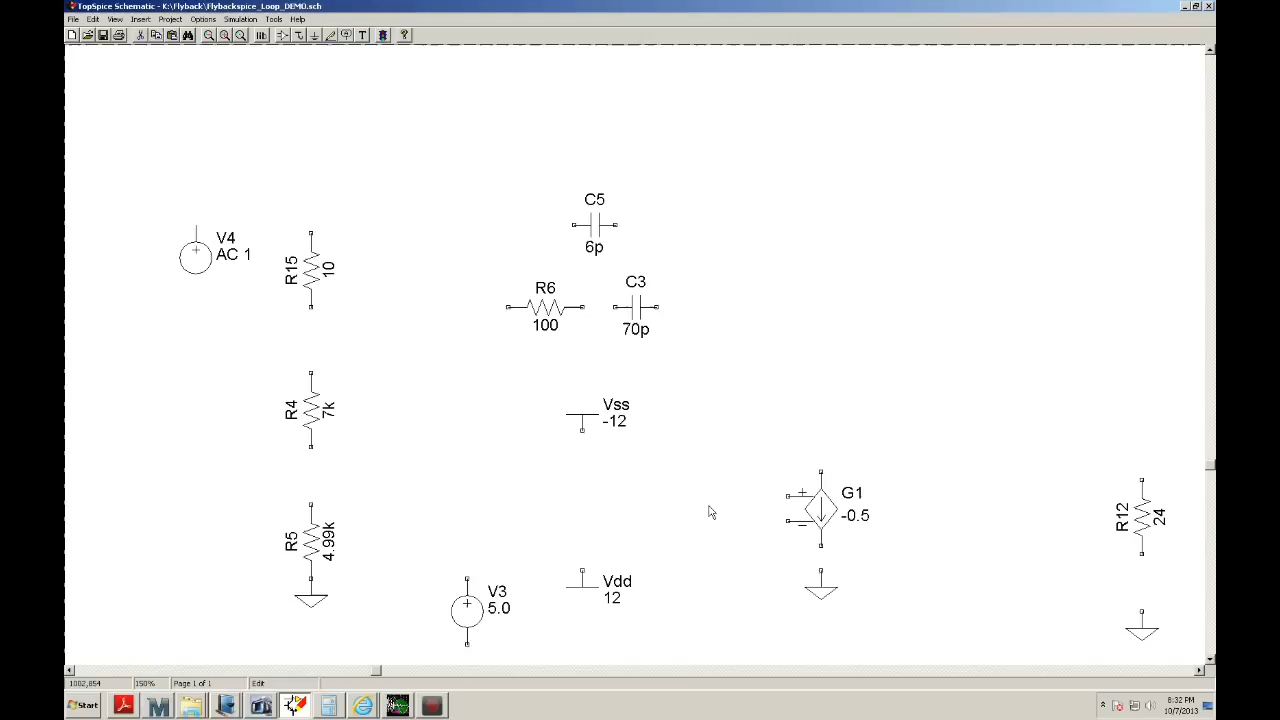 TopSpice Schematic - K:\Flyback\Flybackspice_Loop_DEMO.sch
File Edit View Insert Project Options Simulation Tools Help
C5
6p
V4
AC 1
R15
10
R6
100
C3
70p
R4
7k
Vss
-12
G1
-0.5
R12
24
R5
4.99k
V3
5.0
Vdd
12
1002,854 150% Page 1 of 1 Edit
Start
8:32 PM
10/7/2013